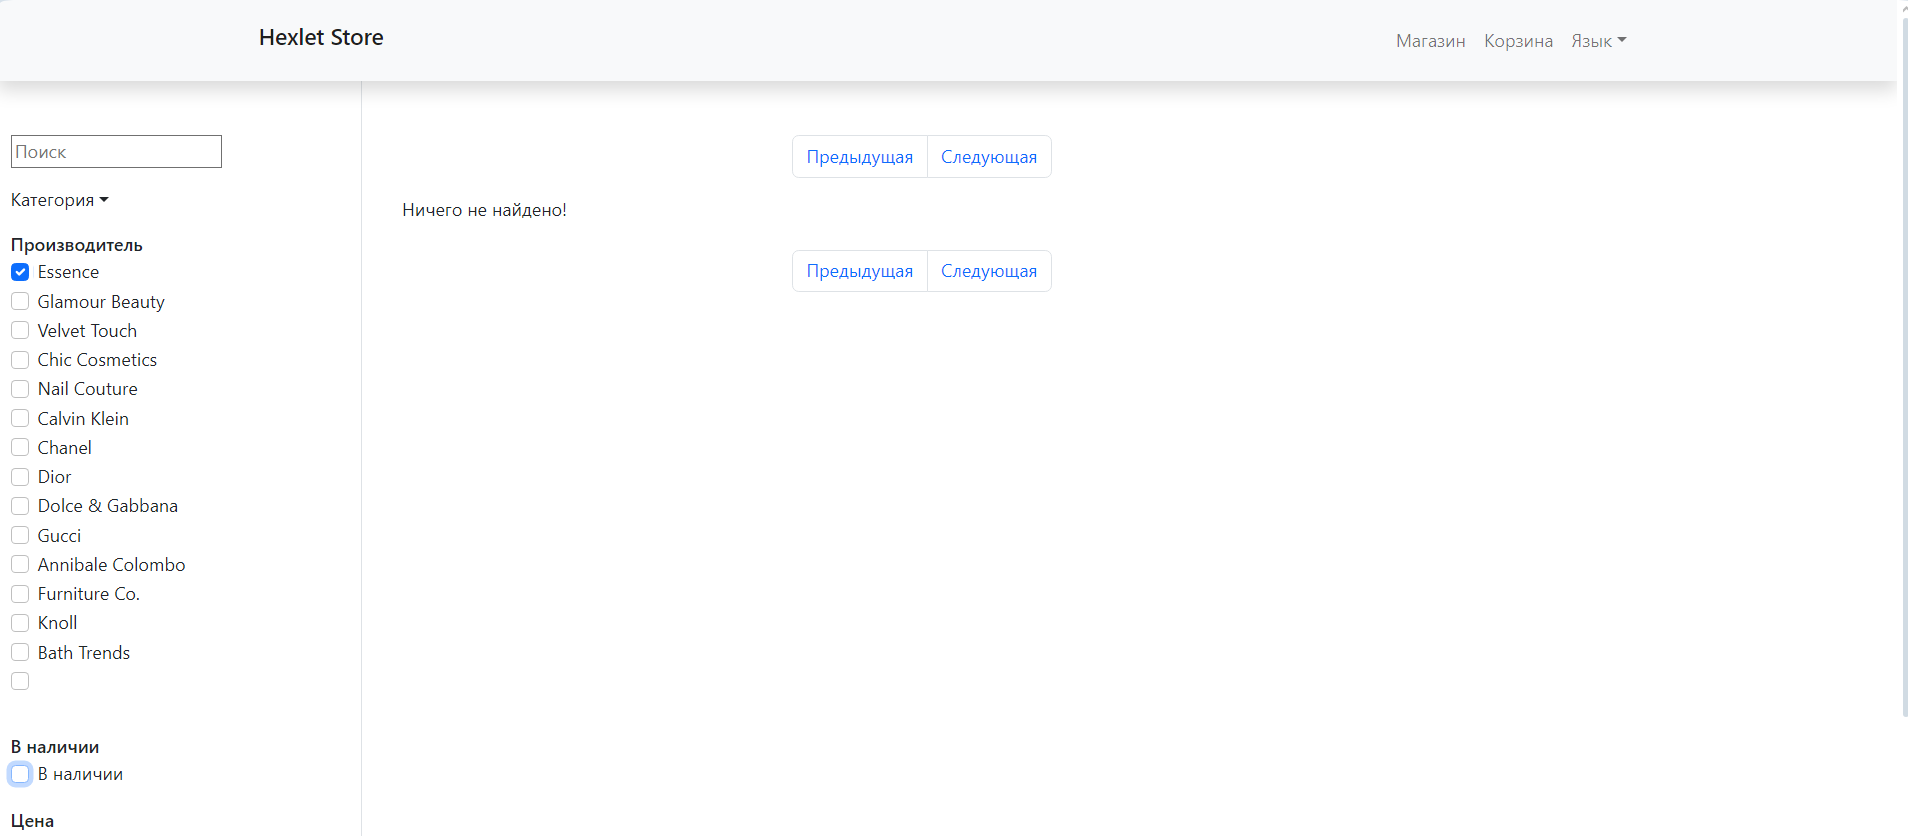 Hexlet Store
Магазин Корзина Язык
Поиск
Категория
Производитель
Essence
Glamour Beauty
Velvet Touch
Chic Cosmetics
Nail Couture
Calvin Klein
Chanel
Dior
Dolce & Gabbana
Gucci
Annibale Colombo
Furniture Co.
Knoll
Bath Trends
В наличии
В наличии
Цена
Предыдущая Следующая
Ничего не найдено!
Предыдущая Следующая